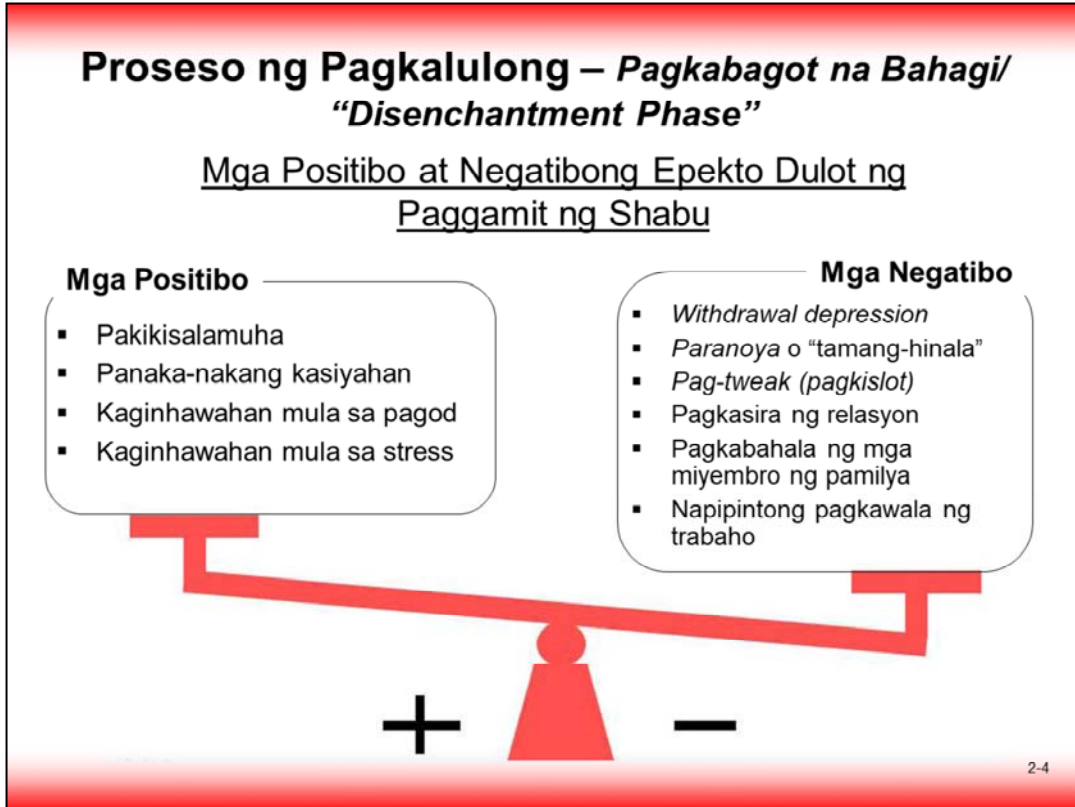 Proseso ng Pagkalulong – Pagkabagot na Bahagi/
“Disenchantment Phase”
Mga Positibo at Negatibong Epekto Dulot ng
Paggamit ng Shabu
Mga Positibo
▪ Pakikisalamuha
▪ Panaka-nakang kasiyahan
▪ Kaginhawahan mula sa pagod
▪ Kaginhawahan mula sa stress
Mga Negatibo
▪ Withdrawal depression
▪ Paranoya o “tamang-hinala”
▪ Pag-tweak (pagkislot)
▪ Pagkasira ng relasyon
▪ Pagkabahala ng mga
miyembro ng pamilya
▪ Napipintong pagkawala ng
trabaho
+ −
2-4